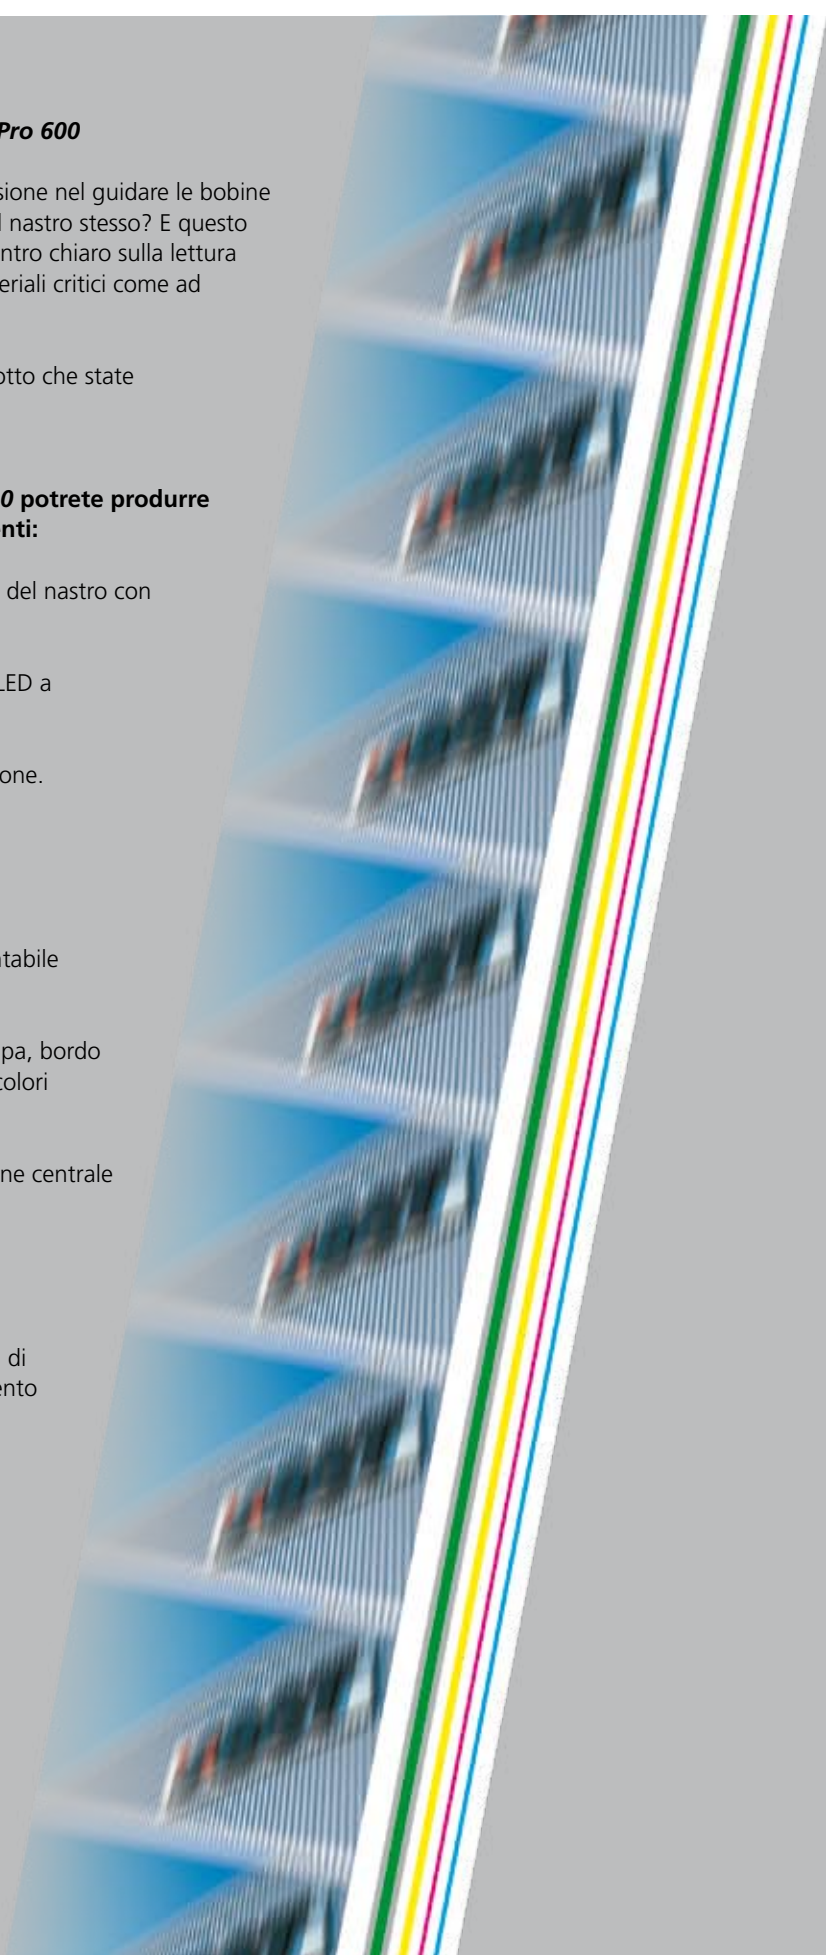 Pro 600
sione nel guidare le bobine
l nastro stesso? E questo
ntro chiaro sulla lettura
eriali critici come ad
otto che state
0 potrete produrre
nti:
del nastro con
LED a
one.
tabile
pa, bordo
colori
ne centrale
di
ento